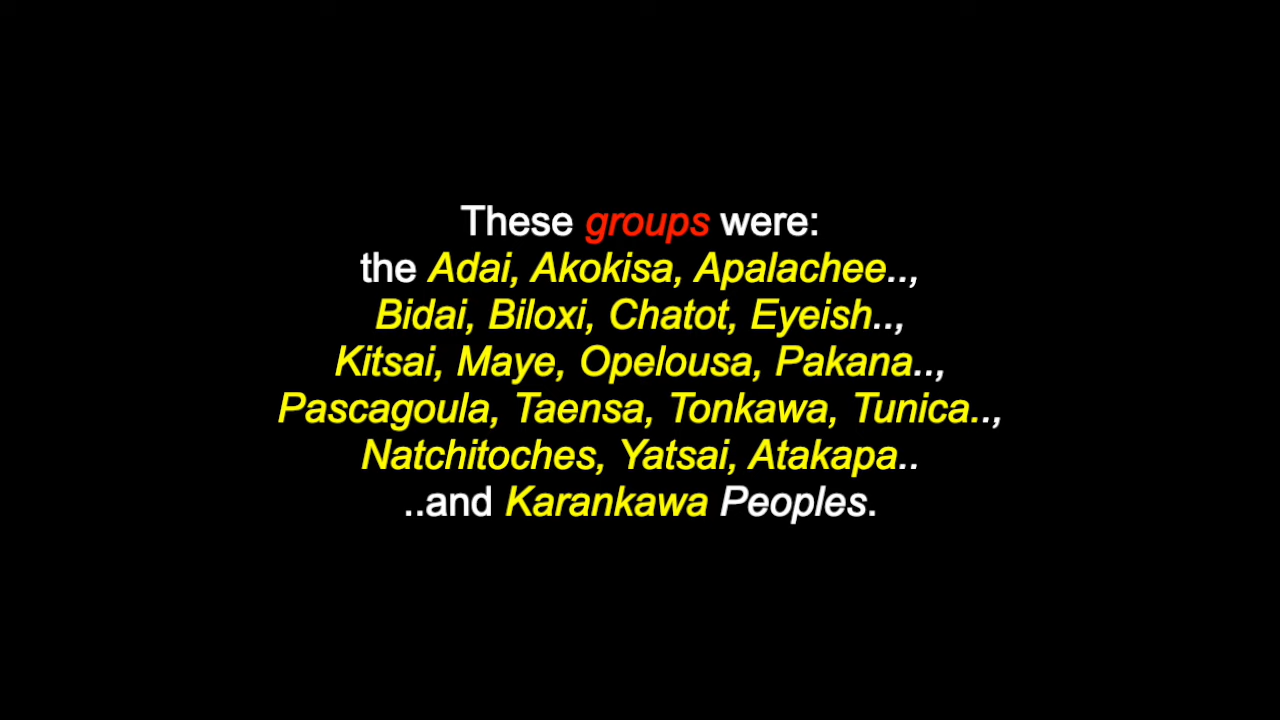 These groups were:
the Adai, Akokisa, Apalachee..,
Bidai, Biloxi, Chatot, Eyeish..,
Kitsai, Maye, Opelousa, Pakana..,
Pascagoula, Taensa, Tonkawa, Tunica..,
Natchitoches, Yatsai, Atakapa..
..and Karankawa Peoples.